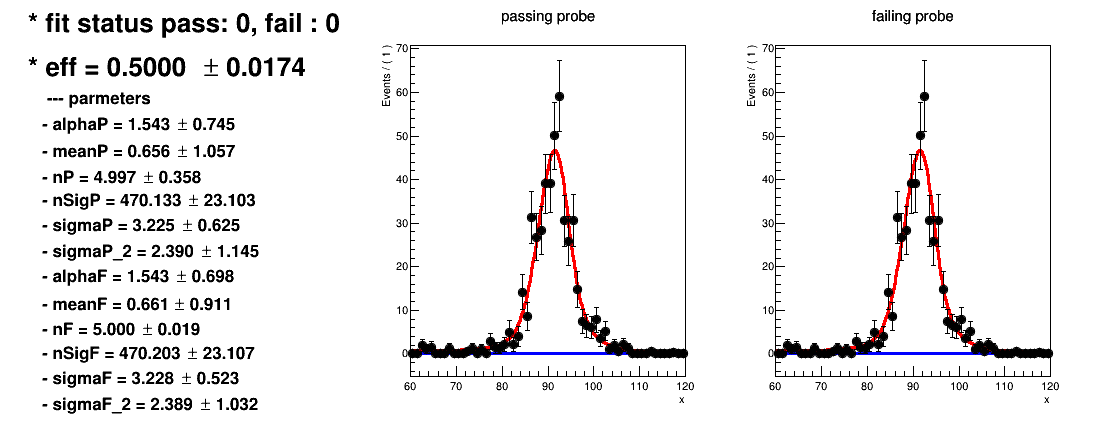 * fit status pass: 0, fail : 0
* eff = 0.5000 ± 0.0174
--- parmeters
- alphaP = 1.543 ± 0.745
- meanP = 0.656 ± 1.057
- nP = 4.997 ± 0.358
- nSigP = 470.133 ± 23.103
- sigmaP = 3.225 ± 0.625
- sigmaP_2 = 2.390 ± 1.145
- alphaF = 1.543 ± 0.698
- meanF = 0.661 ± 0.911
- nF = 5.000 ± 0.019
- nSigF = 470.203 ± 23.107
- sigmaF = 3.228 ± 0.523
- sigmaF_2 = 2.389 ± 1.032
passing probe
Events / ( 1 )
70
60
50
40
30
20
10
0
60 70 80 90 100 110 120
x
failing probe
Events / ( 1 )
70
60
50
40
30
20
10
0
60 70 80 90 100 110 120
x